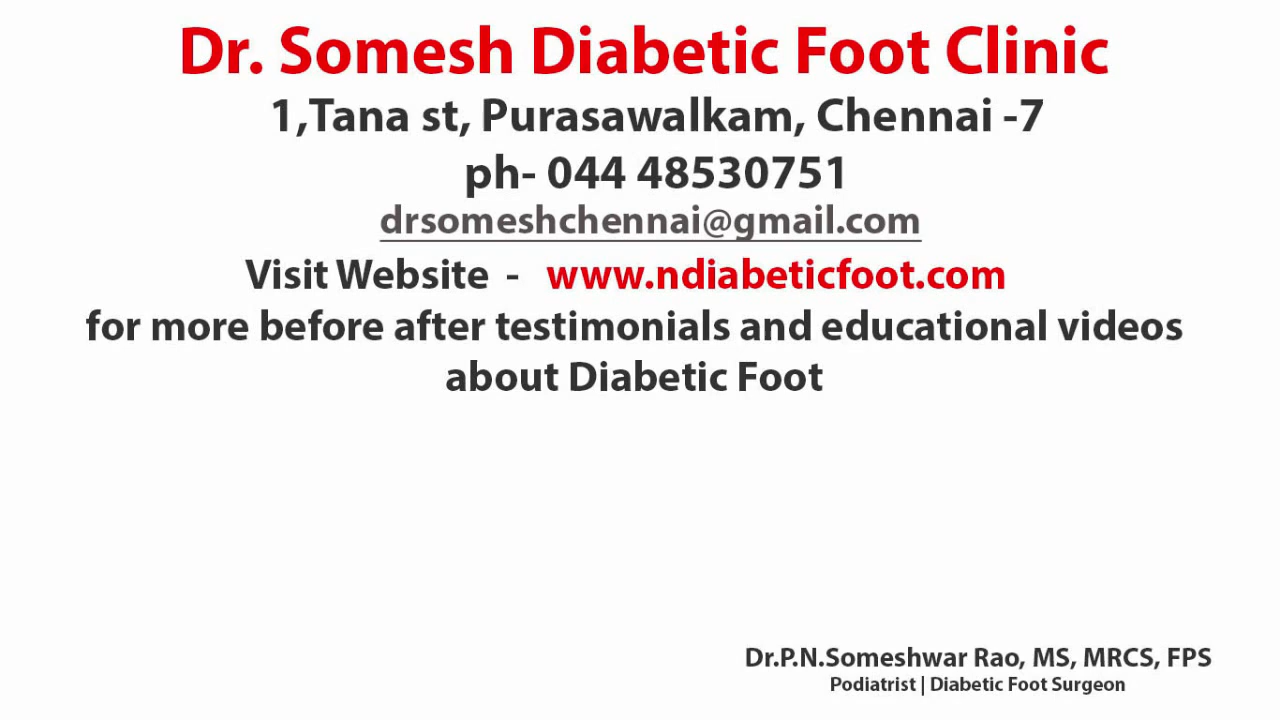 Dr. Somesh Diabetic Foot Clinic
1,Tana st, Purasawalkam, Chennai -7
ph- 044 48530751
drsomeshchennai@gmail.com
Visit Website - www.ndiabeticfoot.com
for more before after testimonials and educational videos
about Diabetic Foot
Dr.P.N.Someshwar Rao, MS, MRCS, FPS
Podiatrist | Diabetic Foot Surgeon